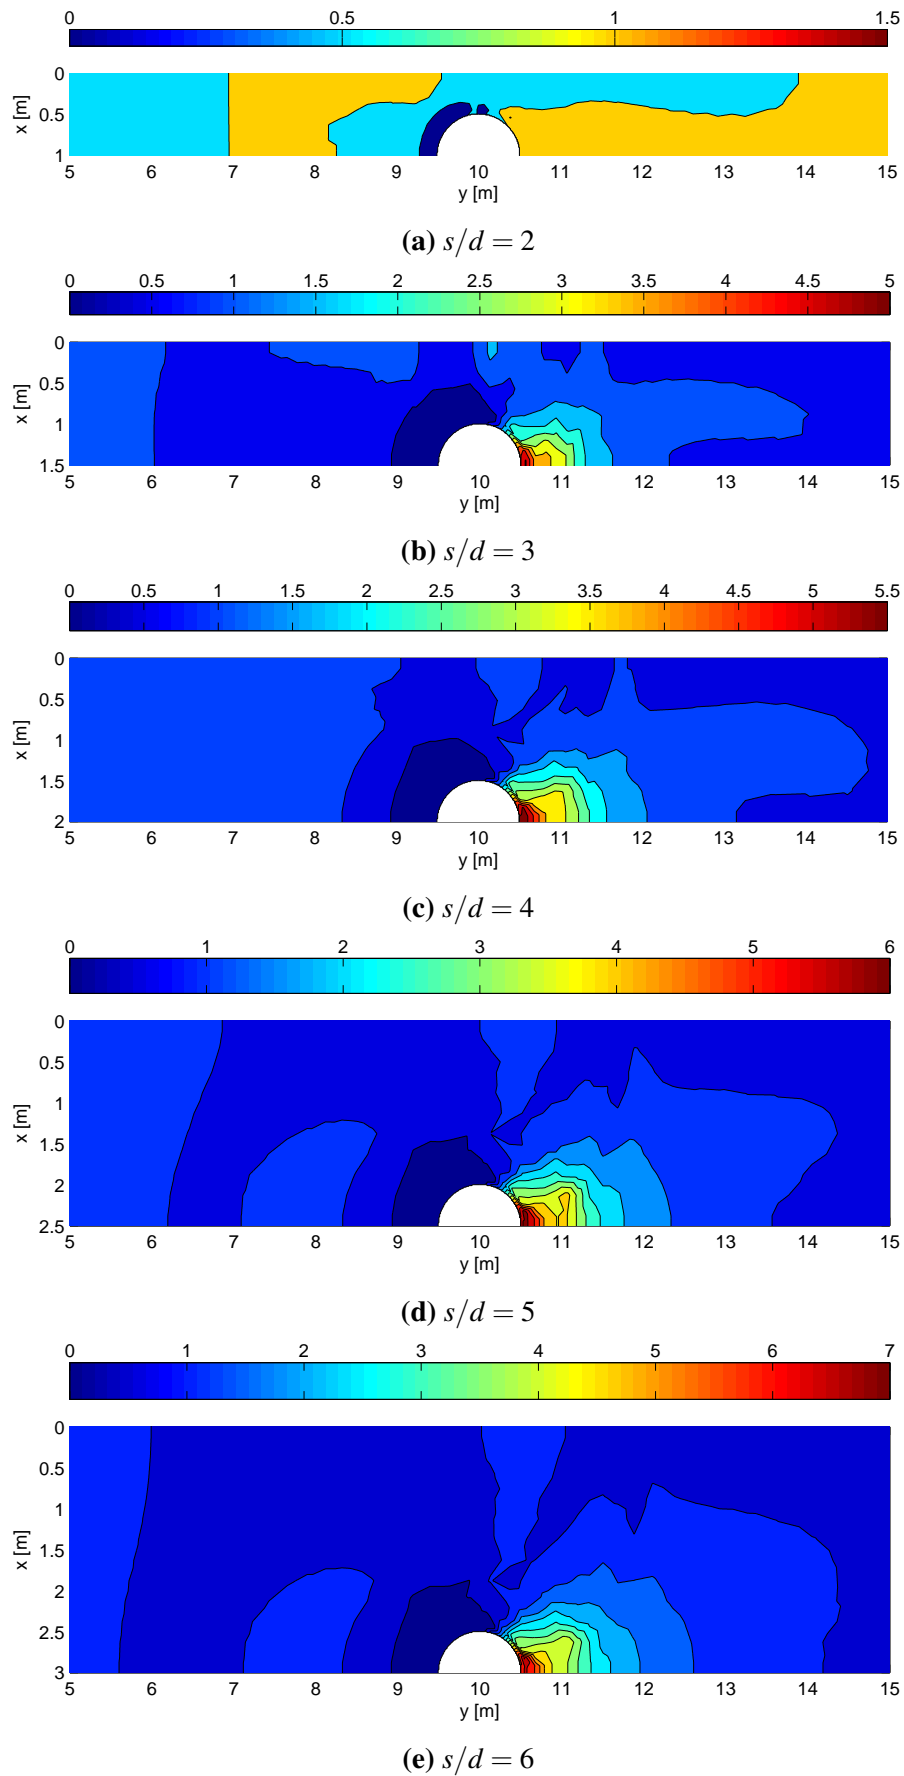 0 0.5 1 1.5
0
0.5
1
x [m]
5 6 7 8 9 10 11 12 13 14 15
y [m]
(a) s/d = 2
0 0.5 1 1.5 2 2.5 3 3.5 4 4.5 5
0
0.5
1
1.5
x [m]
5 6 7 8 9 10 11 12 13 14 15
y [m]
(b) s/d = 3
0 0.5 1 1.5 2 2.5 3 3.5 4 4.5 5 5.5
0
0.5
1
1.5
2
x [m]
5 6 7 8 9 10 11 12 13 14 15
y [m]
(c) s/d = 4
0 1 2 3 4 5 6
0
0.5
1
1.5
2
2.5
x [m]
5 6 7 8 9 10 11 12 13 14 15
y [m]
(d) s/d = 5
0 1 2 3 4 5 6 7
0
0.5
1
1.5
2
2.5
3
x [m]
5 6 7 8 9 10 11 12 13 14 15
y [m]
(e) s/d = 6